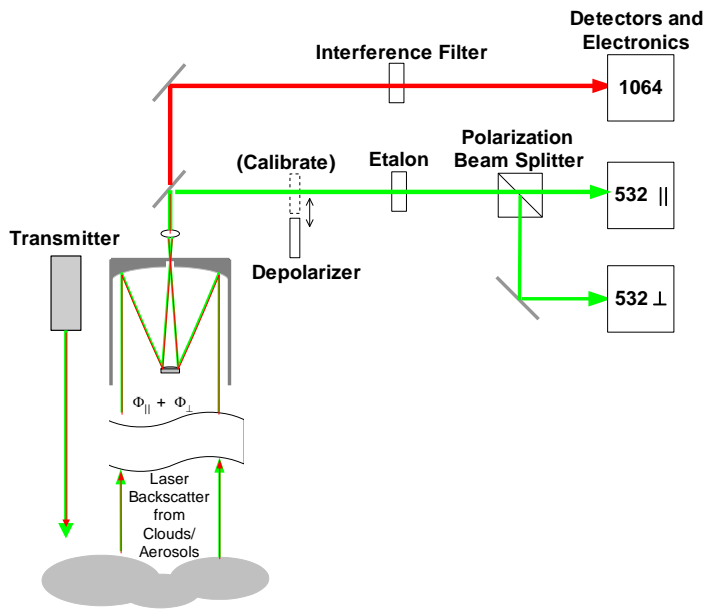 Detectors and
Electronics
Interference Filter
1064
Polarization
Beam Splitter
(Calibrate)
Etalon
532 ||
Transmitter
Depolarizer
532 ⊥
Φ|| + Φ⊥
Laser
Backscatter
from
Clouds/
Aerosols